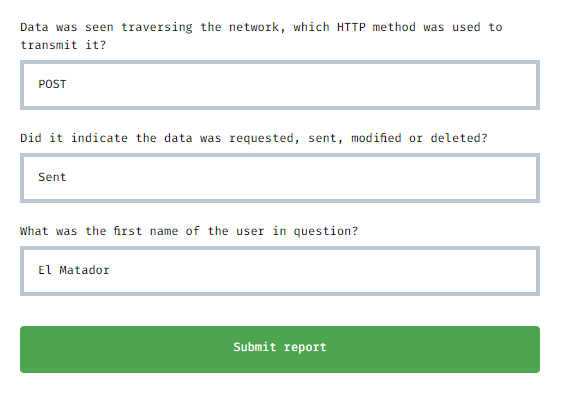 Data was seen traversing the network, which HTTP method was used to
transmit it?
POST
Did it indicate the data was requested, sent, modified or deleted?
Sent
What was the first name of the user in question?
El Matador
Submit report